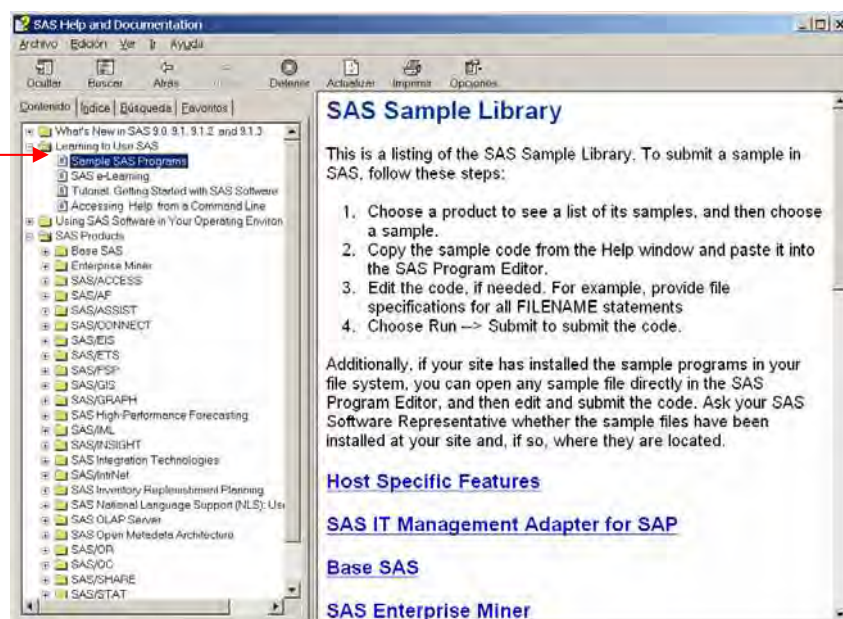 SAS Help and Documentation
Archivo Edición Ver Ir Ayuda
Ocultar Buscar Atrás Detener Actualizar Imprimir Opciones
Contenido Índice Búsqueda Favoritos
What's New in SAS 9.0, 9.1, 9.1.2, and 9.1.3
Learning to Use SAS
Sample SAS Programs
SAS e-Learning
Tutorial: Getting Started with SAS Software
Accessing Help from a Command Line
Using SAS Software in Your Operating Environ
SAS Products
Base SAS
Enterprise Miner
SAS/ACCESS
SAS/AF
SAS/ASSIST
SAS/CONNECT
SAS/EIS
SAS/ETS
SAS/FSP
SAS/GIS
SAS/GRAPH
SAS High-Performance Forecasting
SAS/IML
SAS/INSIGHT
SAS Integration Technologies
SAS/IntrNet
SAS Inventory Replenishment Planning
SAS National Language Support (NLS): Use
SAS OLAP Server
SAS Open Metadata Architecture
SAS/OR
SAS/QC
SAS/SHARE
SAS/STAT
SAS Sample Library
This is a listing of the SAS Sample Library. To submit a sample in
SAS, follow these steps:
1. Choose a product to see a list of its samples, and then choose
a sample.
2. Copy the sample code from the Help window and paste it into
the SAS Program Editor.
3. Edit the code, if needed. For example, provide file
specifications for all FILENAME statements
4. Choose Run --> Submit to submit the code.
Additionally, if your site has installed the sample programs in your
file system, you can open any sample file directly in the SAS
Program Editor, and then edit and submit the code. Ask your SAS
Software Representative whether the sample files have been
installed at your site and, if so, where they are located.
Host Specific Features
SAS IT Management Adapter for SAP
Base SAS
SAS Enterprise Miner